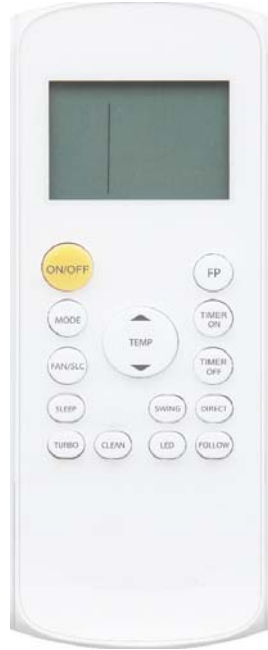 ON/OFF
FP
MODE
TEMP
TIMER
ON
FAN/SLC
TIMER
OFF
SLEEP
SWING
DIRECT
TURBO
CLEAN
LED
FOLLOW